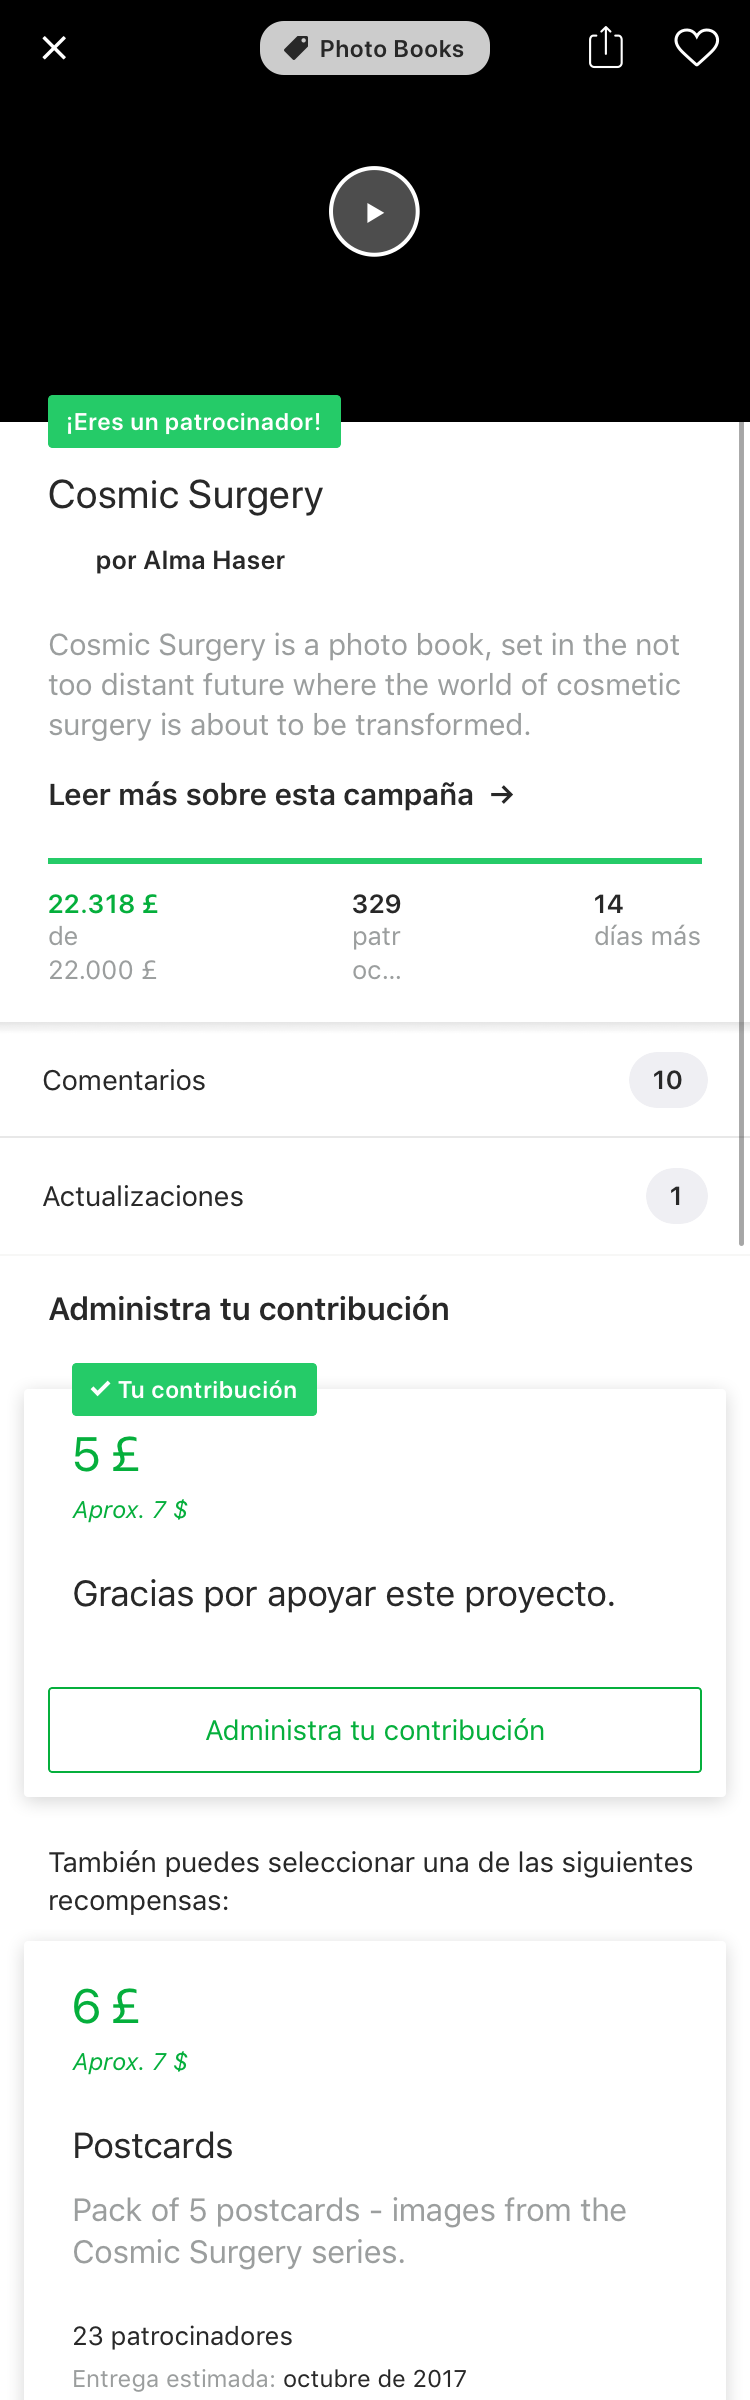 Photo Books
¡Eres un patrocinador!
Cosmic Surgery
por Alma Haser
Cosmic Surgery is a photo book, set in the not
too distant future where the world of cosmetic
surgery is about to be transformed.
Leer más sobre esta campaña →
22.318 £
de
22.000 £
329
patr
oc...
14
días más
Comentarios
10
Actualizaciones
1
Administra tu contribución
Tu contribución
5 £
Aprox. 7 $
Gracias por apoyar este proyecto.
Administra tu contribución
También puedes seleccionar una de las siguientes
recompensas:
6 £
Aprox. 7 $
Postcards
Pack of 5 postcards - images from the
Cosmic Surgery series.
23 patrocinadores
Entrega estimada: octubre de 2017